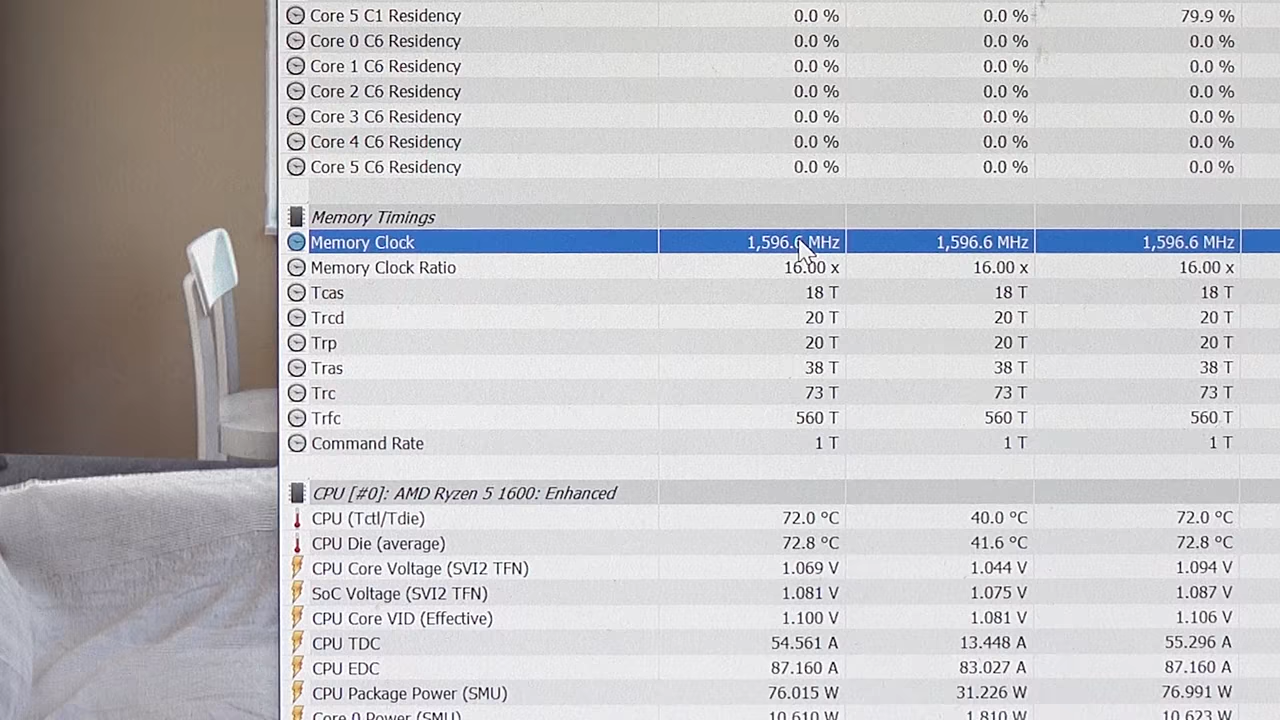 Core 5 C1 Residency 0.0 % 0.0 % 79.9 %
Core 0 C6 Residency 0.0 % 0.0 % 0.0 %
Core 1 C6 Residency 0.0 % 0.0 % 0.0 %
Core 2 C6 Residency 0.0 % 0.0 % 0.0 %
Core 3 C6 Residency 0.0 % 0.0 % 0.0 %
Core 4 C6 Residency 0.0 % 0.0 % 0.0 %
Core 5 C6 Residency 0.0 % 0.0 % 0.0 %
Memory Timings
Memory Clock 1,596.6 MHz 1,596.6 MHz 1,596.6 MHz
Memory Clock Ratio 16.00 x 16.00 x 16.00 x
Tcas 18 T 18 T 18 T
Trcd 20 T 20 T 20 T
Trp 20 T 20 T 20 T
Tras 38 T 38 T 38 T
Trc 73 T 73 T 73 T
Trfc 560 T 560 T 560 T
Command Rate 1 T 1 T 1 T
CPU [#0]: AMD Ryzen 5 1600: Enhanced
CPU (Tctl/Tdie) 72.0 °C 40.0 °C 72.0 °C
CPU Die (average) 72.8 °C 41.6 °C 72.8 °C
CPU Core Voltage (SVI2 TFN) 1.069 V 1.044 V 1.094 V
SoC Voltage (SVI2 TFN) 1.081 V 1.075 V 1.087 V
CPU Core VID (Effective) 1.100 V 1.081 V 1.106 V
CPU TDC 54.561 A 13.448 A 55.296 A
CPU EDC 87.160 A 83.027 A 87.160 A
CPU Package Power (SMU) 76.015 W 31.226 W 76.991 W
Core 0 Power (SMU) 10.610 W 1.810 W 10.623 W